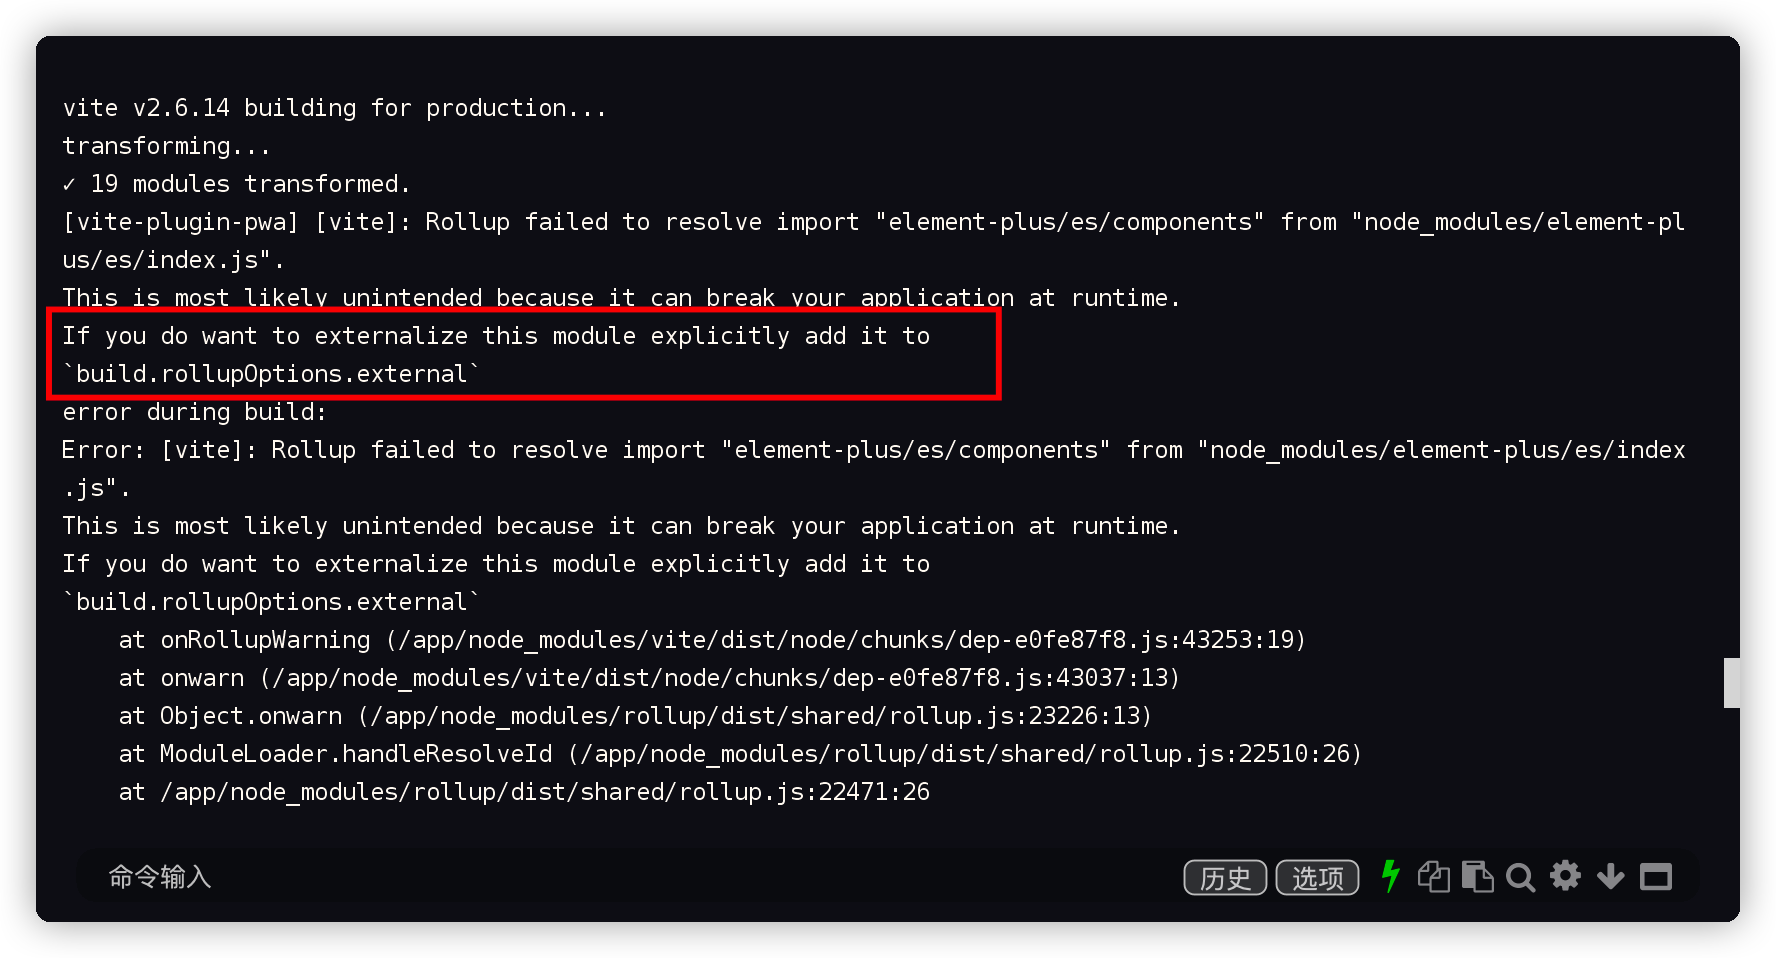 vite v2.6.14 building for production...
transforming...
✓ 19 modules transformed.
[vite-plugin-pwa] [vite]: Rollup failed to resolve import "element-plus/es/components" from "node_modules/element-pl
us/es/index.js".
This is most likely unintended because it can break your application at runtime.
If you do want to externalize this module explicitly add it to
`build.rollupOptions.external`
error during build:
Error: [vite]: Rollup failed to resolve import "element-plus/es/components" from "node_modules/element-plus/es/index
.js".
This is most likely unintended because it can break your application at runtime.
If you do want to externalize this module explicitly add it to
`build.rollupOptions.external`
    at onRollupWarning (/app/node_modules/vite/dist/node/chunks/dep-e0fe87f8.js:43253:19)
    at onwarn (/app/node_modules/vite/dist/node/chunks/dep-e0fe87f8.js:43037:13)
    at Object.onwarn (/app/node_modules/rollup/dist/shared/rollup.js:23226:13)
    at ModuleLoader.handleResolveId (/app/node_modules/rollup/dist/shared/rollup.js:22510:26)
    at /app/node_modules/rollup/dist/shared/rollup.js:22471:26
命令输入 历史 选项